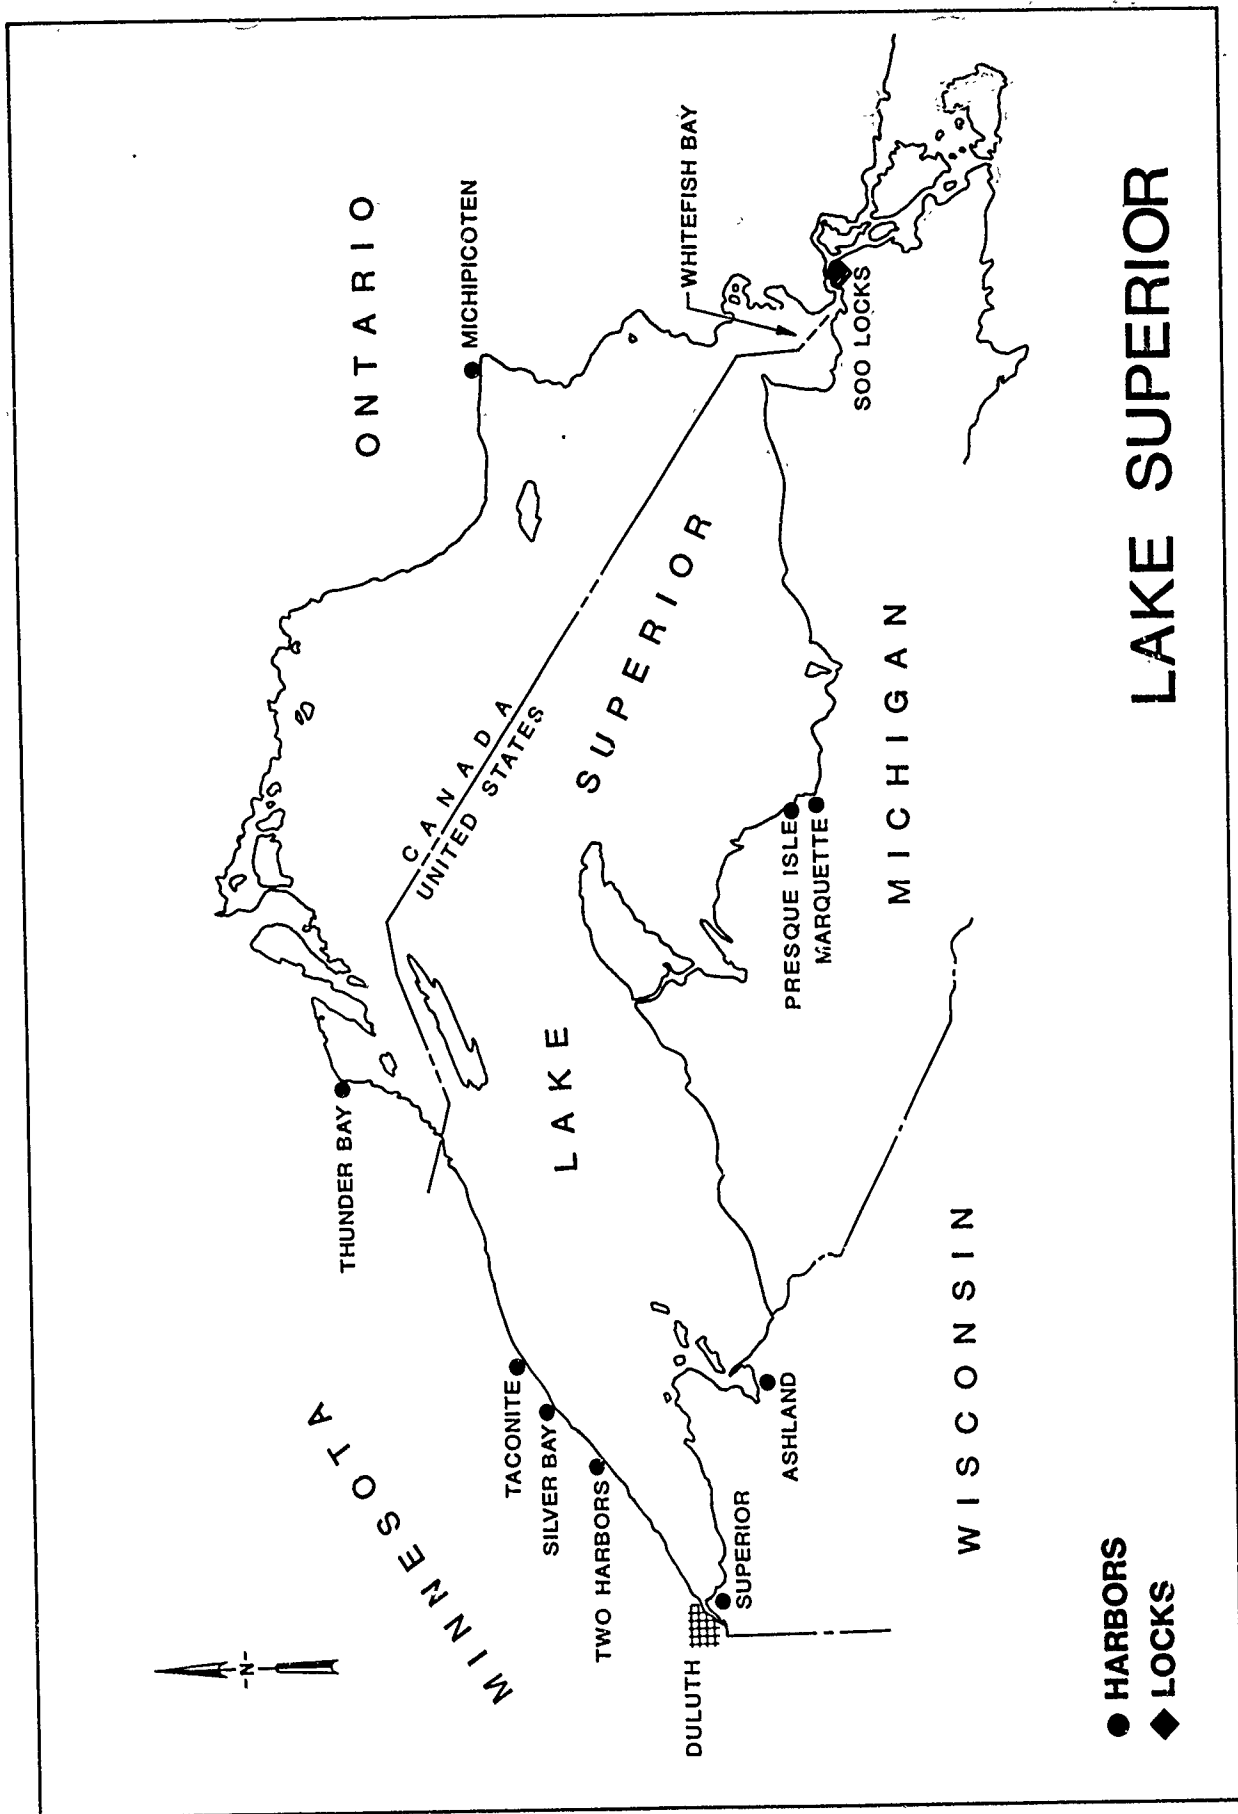 ONTARIO
MICHIPICOTEN
WHITEFISH BAY
SOO LOCKS
CANADA
UNITED STATES
LAKE SUPERIOR
THUNDER BAY
MINNESOTA
TACONITE
SILVER BAY
TWO HARBORS
DULUTH
SUPERIOR
ASHLAND
PRESQUE ISLE
MARQUETTE
MICHIGAN
WISCONSIN
-N-
HARBORS
LOCKS
LAKE SUPERIOR